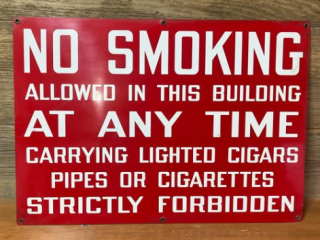 NO SMOKING
ALLOWED IN THIS BUILDING
AT ANY TIME
CARRYING LIGHTED CIGARS
PIPES OR CIGARETTES
STRICTLY FORBIDDEN